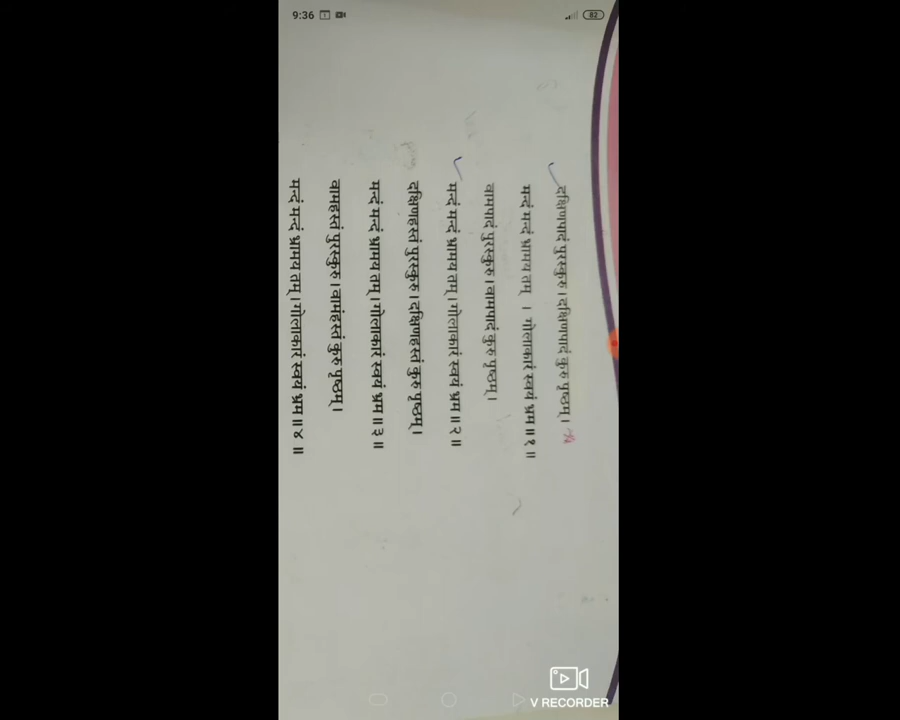 9:36
82
दक्षिणपादं पुरस्कुरु । दक्षिणपादं कुरु पृष्ठम् ।
मन्दं मन्दं भ्रामय तम् । गोलाकारं स्वयं भ्रम ॥ १ ॥
वामपादं पुरस्कुरु । वामपादं कुरु पृष्ठम् ।
मन्दं मन्दं भ्रामय तम् । गोलाकारं स्वयं भ्रम ॥ २ ॥
दक्षिणहस्तं पुरस्कुरु । दक्षिणहस्तं कुरु पृष्ठम् ।
मन्दं मन्दं भ्रामय तम् । गोलाकारं स्वयं भ्रम ॥ ३ ॥
वामहस्तं पुरस्कुरु । वामंहस्तं कुरु पृष्ठम् ।
मन्दं मन्दं भ्रामय तम् । गोलाकारं स्वयं भ्रम ॥ ४ ॥
V RECORDER